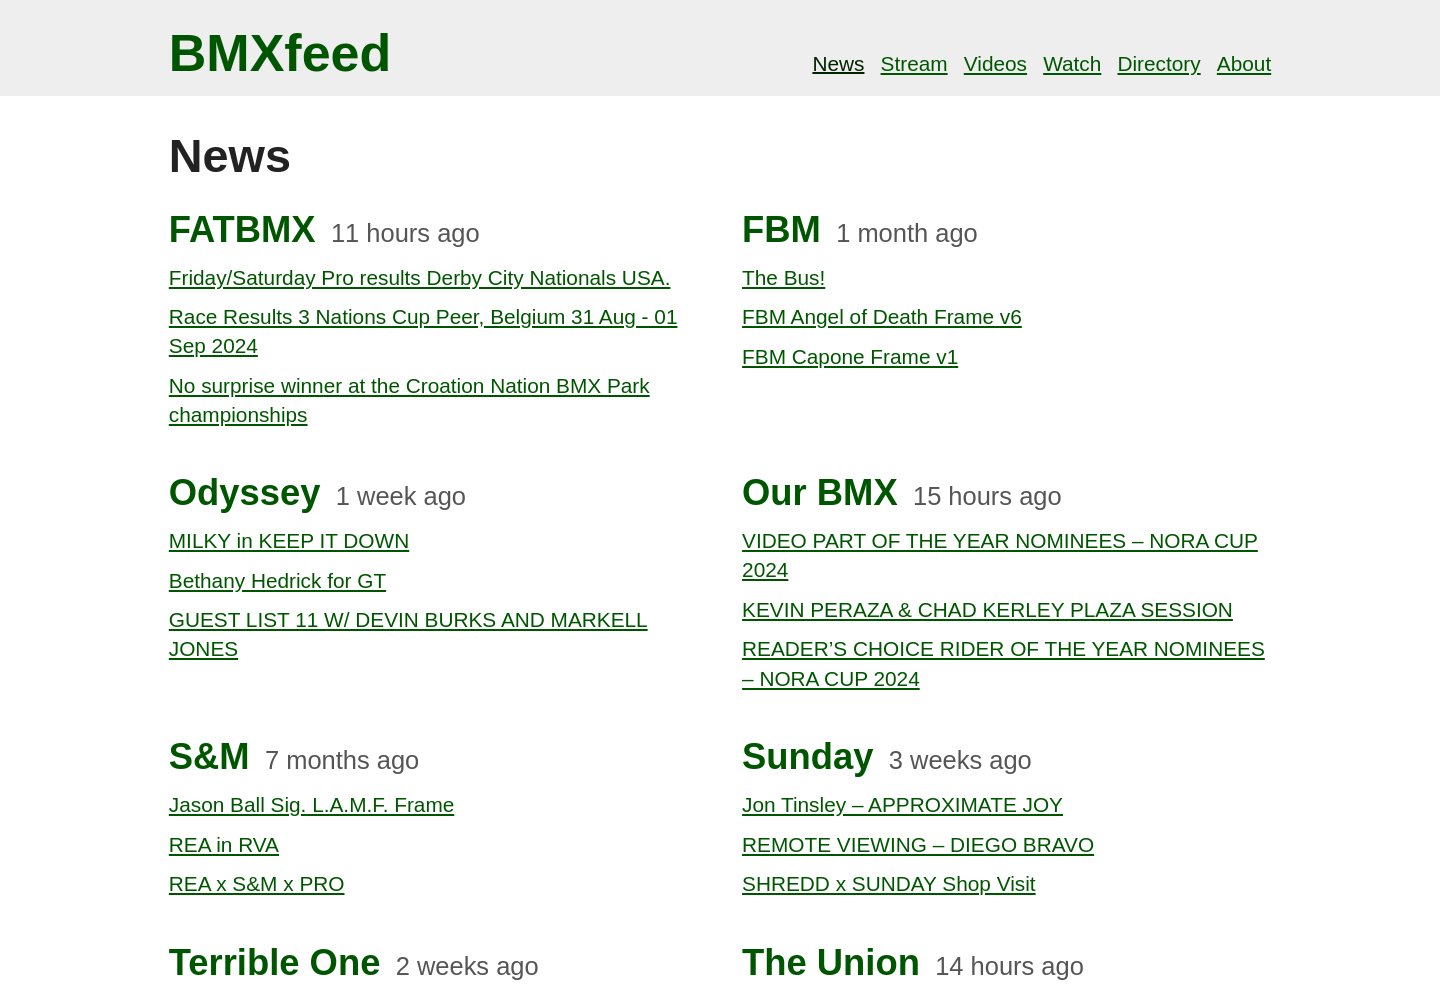 BMXfeed
News Stream Videos Watch Directory About
News
FATBMX 11 hours ago
Friday/Saturday Pro results Derby City Nationals USA.
Race Results 3 Nations Cup Peer, Belgium 31 Aug - 01
Sep 2024
No surprise winner at the Croation Nation BMX Park
championships
FBM 1 month ago
The Bus!
FBM Angel of Death Frame v6
FBM Capone Frame v1
Odyssey 1 week ago
MILKY in KEEP IT DOWN
Bethany Hedrick for GT
GUEST LIST 11 W/ DEVIN BURKS AND MARKELL
JONES
Our BMX 15 hours ago
VIDEO PART OF THE YEAR NOMINEES – NORA CUP
2024
KEVIN PERAZA & CHAD KERLEY PLAZA SESSION
READER’S CHOICE RIDER OF THE YEAR NOMINEES
– NORA CUP 2024
S&M 7 months ago
Jason Ball Sig. L.A.M.F. Frame
REA in RVA
REA x S&M x PRO
Sunday 3 weeks ago
Jon Tinsley – APPROXIMATE JOY
REMOTE VIEWING – DIEGO BRAVO
SHREDD x SUNDAY Shop Visit
Terrible One 2 weeks ago
The Union 14 hours ago